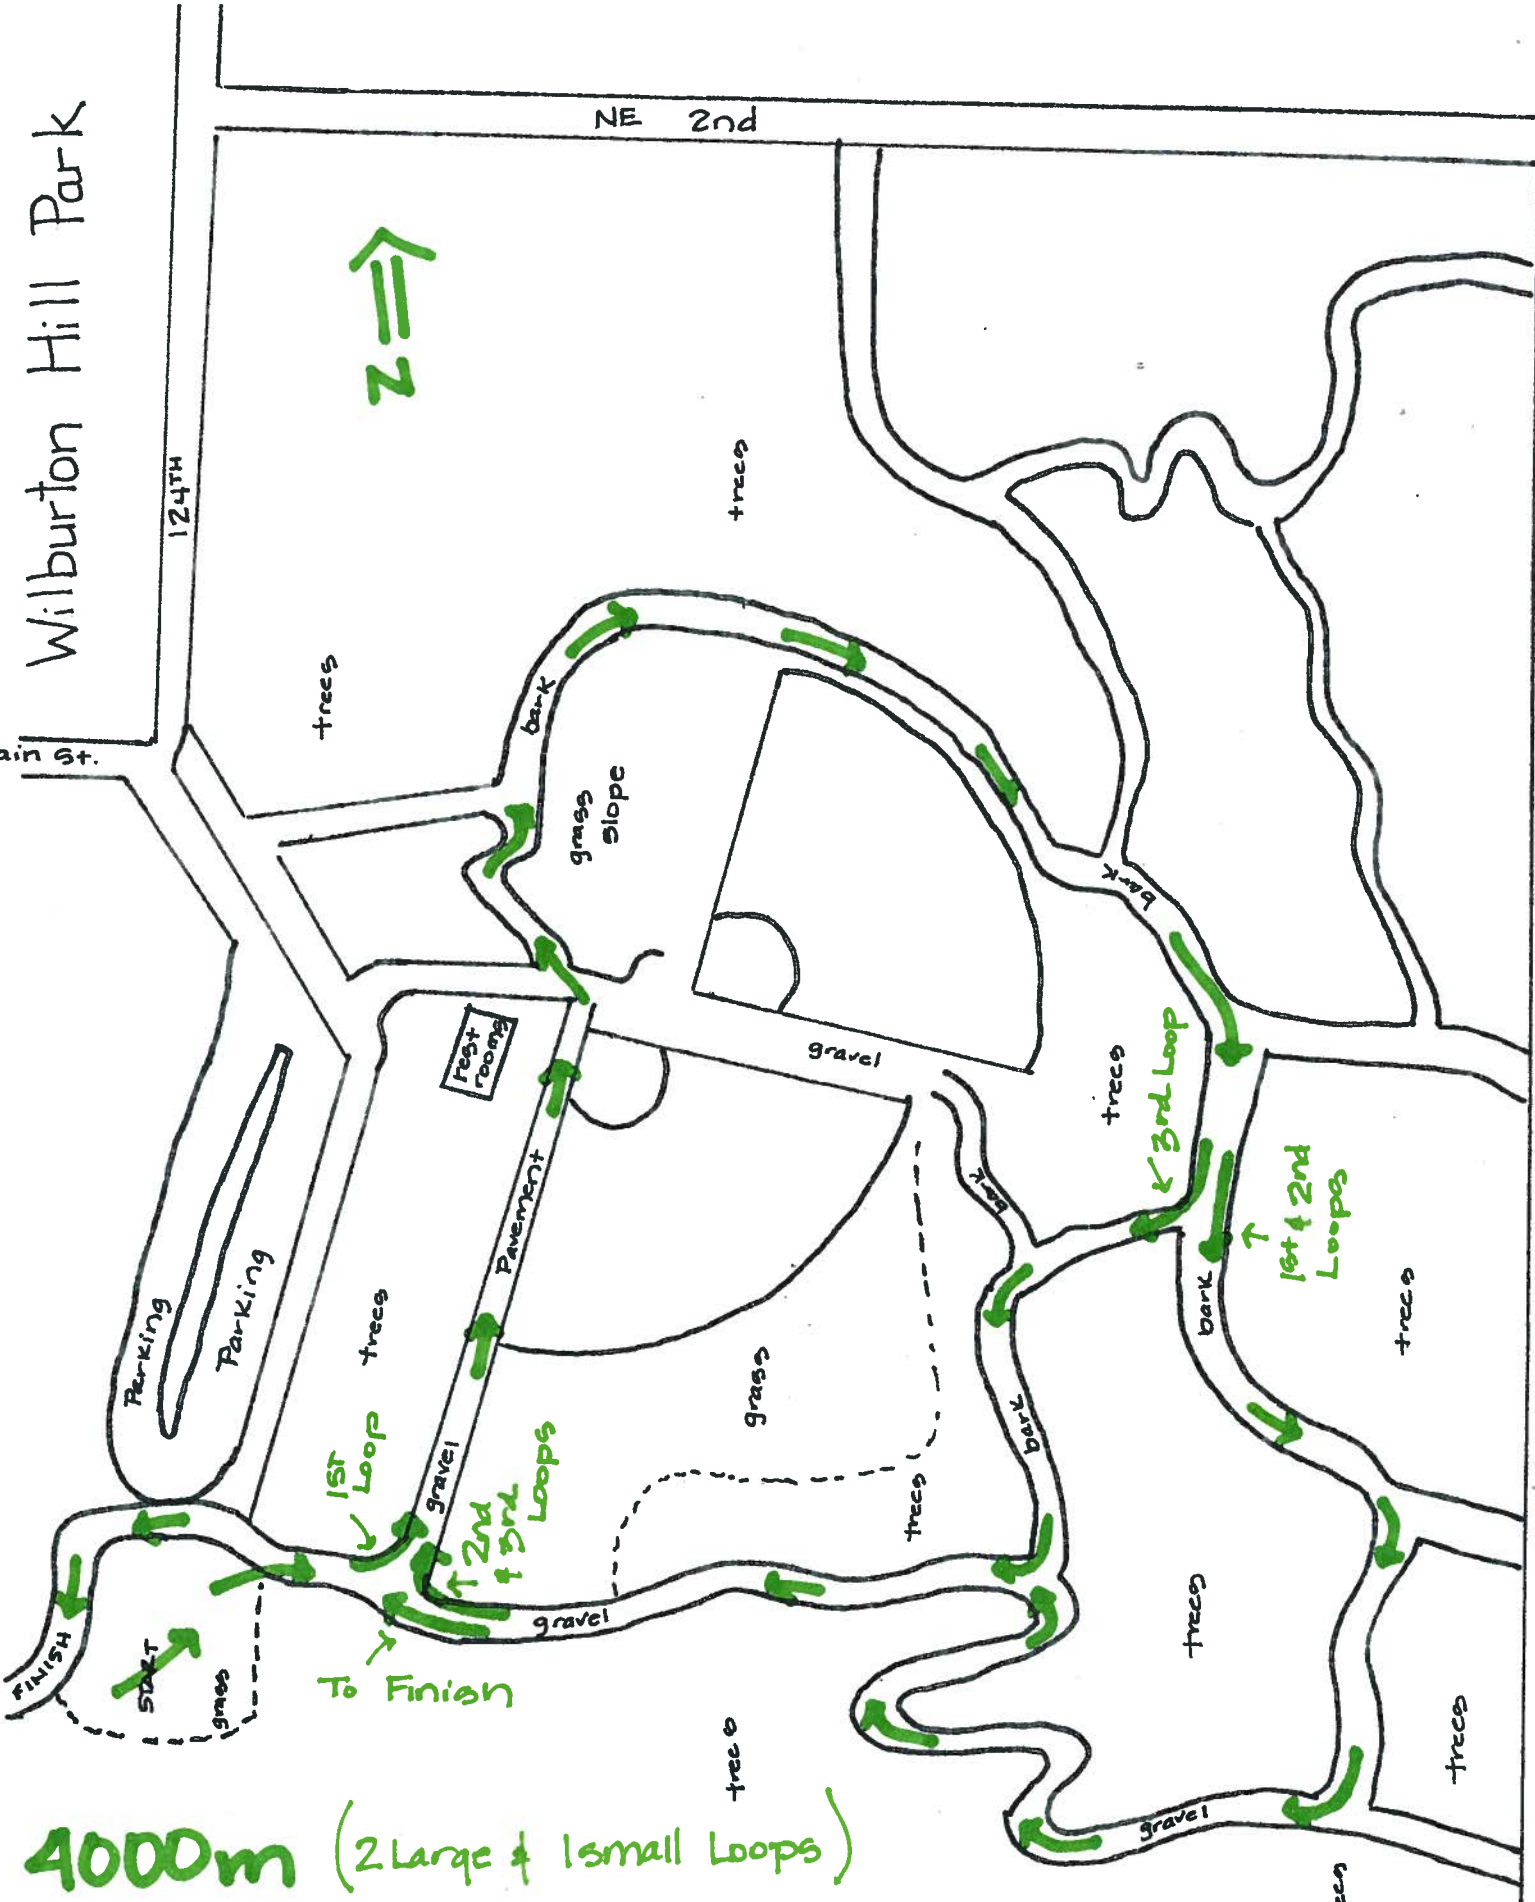 Wilburton Hill Park
NE 2nd
124TH
N
trees
trees
ain St.
bark
grass
slope
bark
rest
rooms
gravel
trees
← 3rd Loop
bark
Pavement
1st & 2nd
Loops
Parking
Parking
trees
bark
trees
grass
bark
1ST
Loop
gravel
2nd
& 3rd
Loops
trees
gravel
trees
FINISH
START
grass
To Finish
trees
trees
gravel
4000m (2 Large & 1 small Loops)